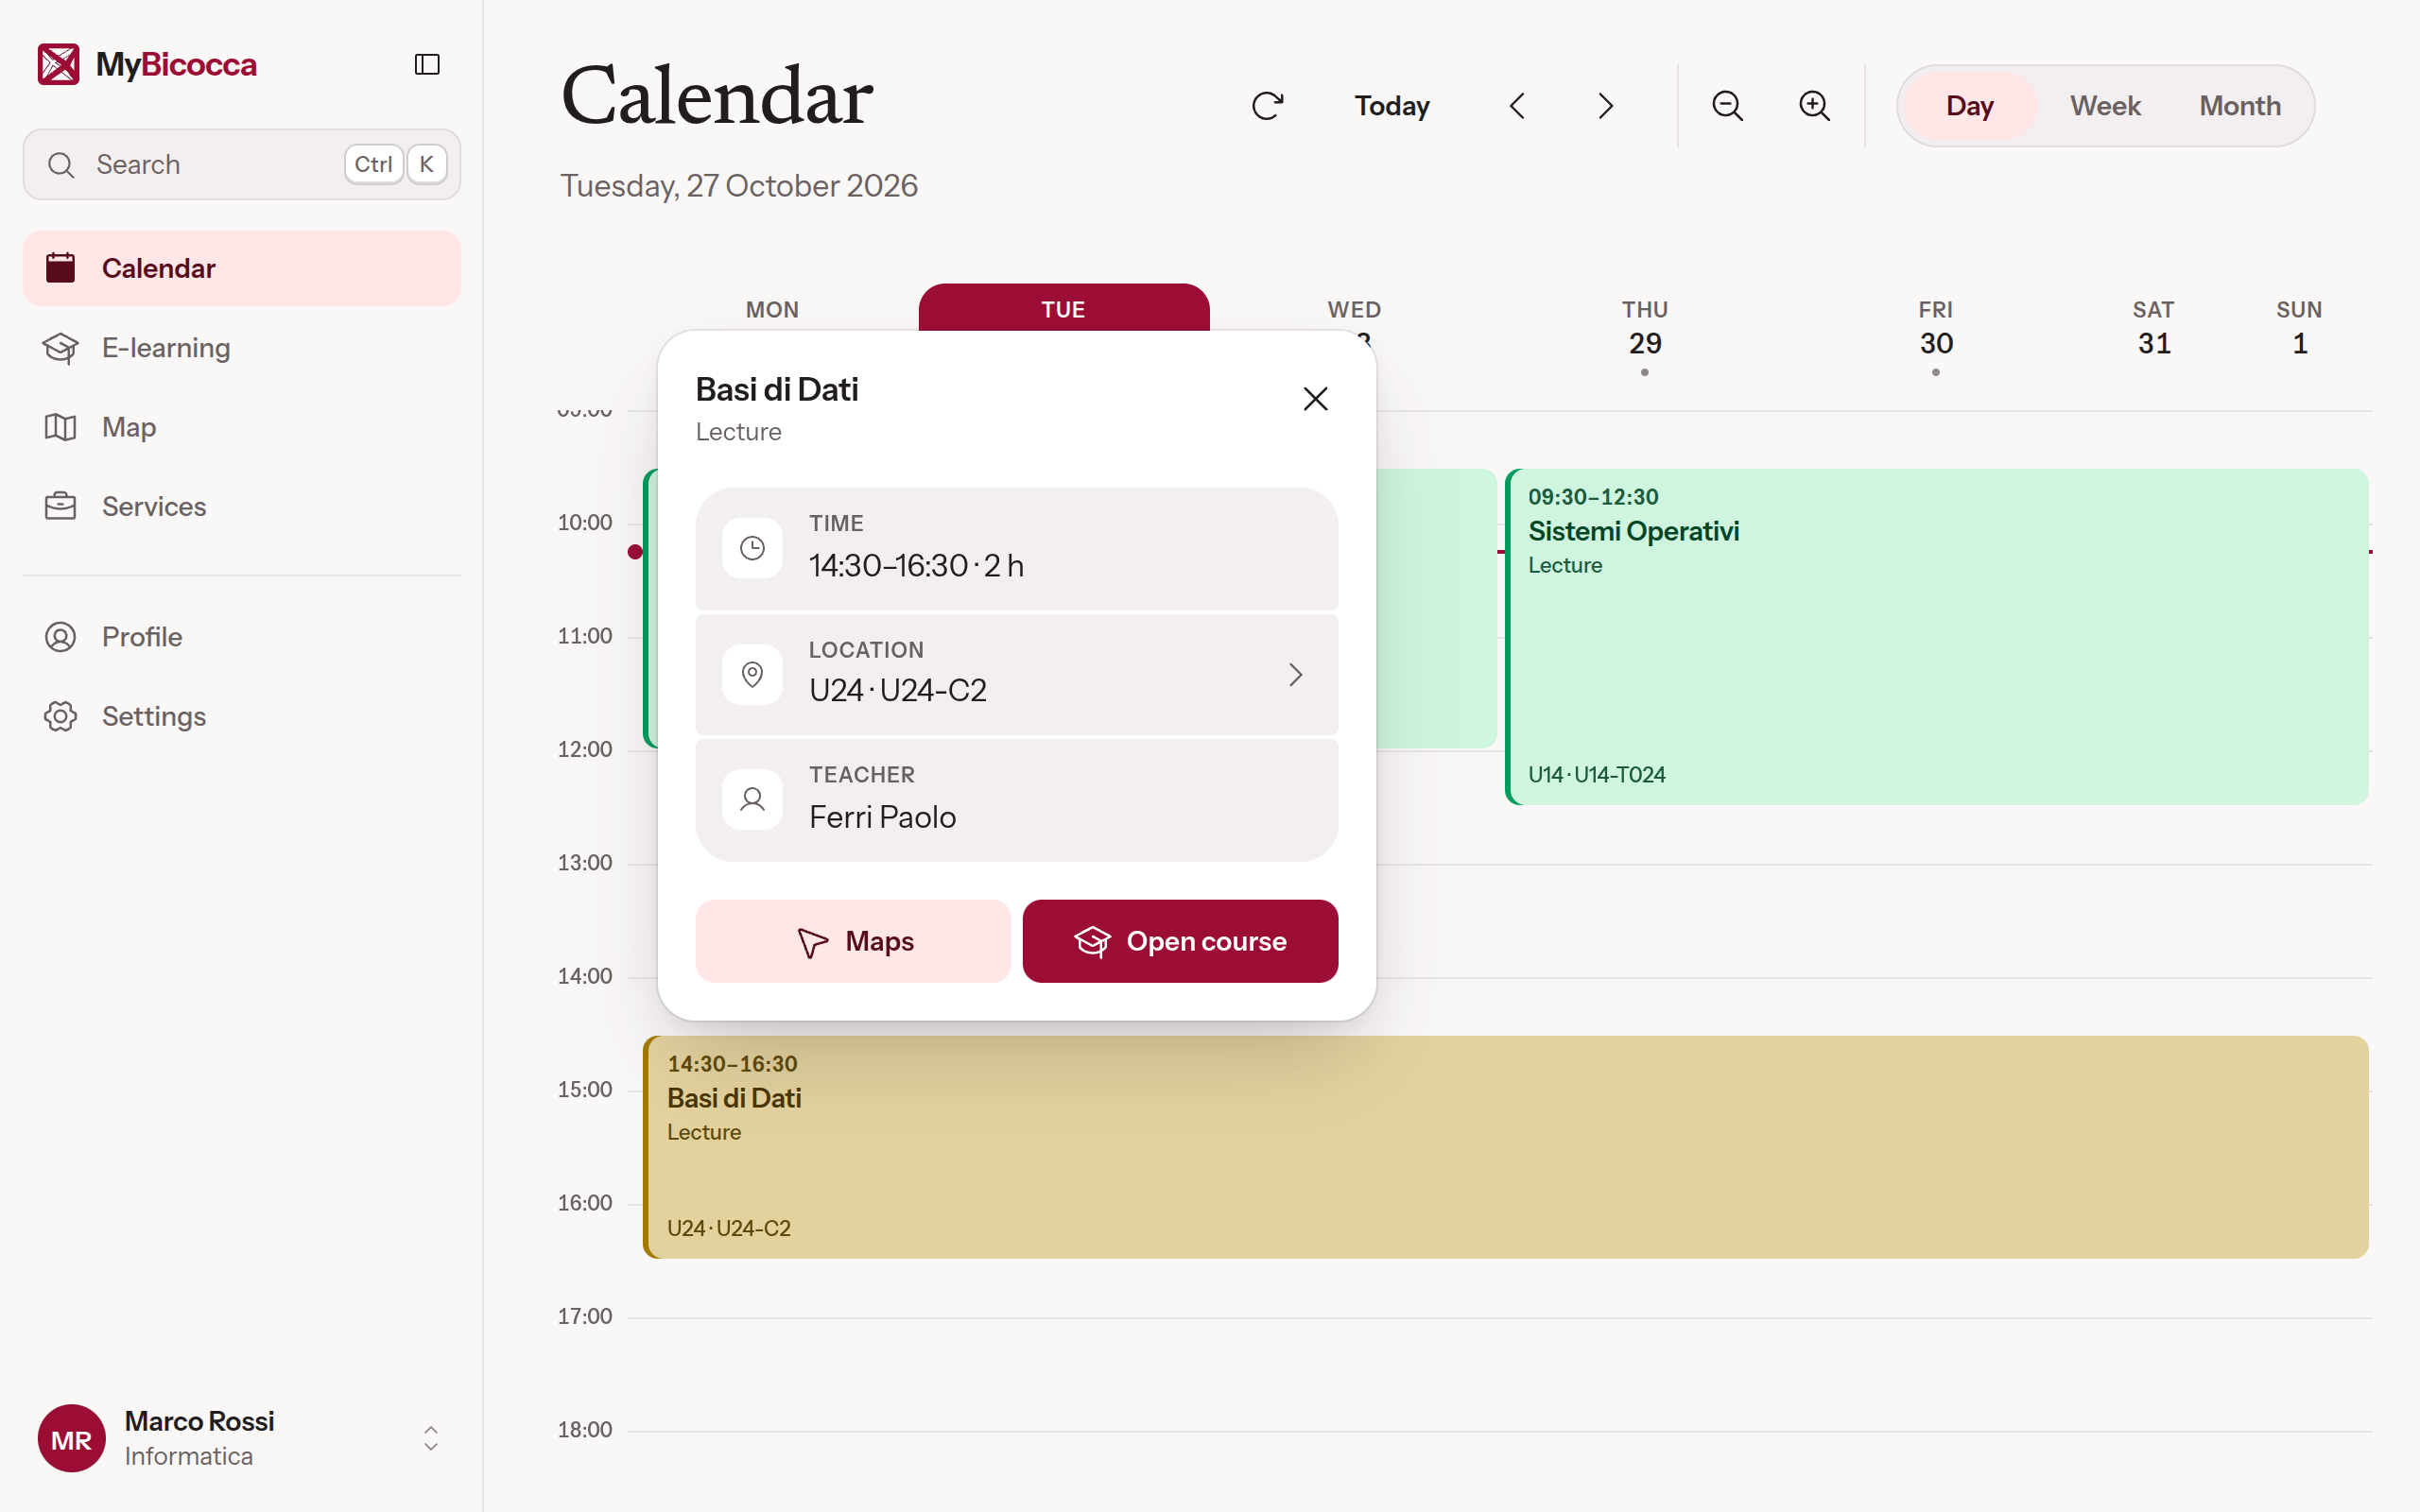 MyBicocca
Search Ctrl K
Calendar
E-learning
Map
Services
Profile
Settings
MR
Marco Rossi
Informatica
Calendar
Today
Day Week Month
Tuesday, 27 October 2026
MON TUE WED THU FRI SAT SUN
29 30 31 1
10:00
11:00
12:00
13:00
14:00
15:00
16:00
17:00
18:00
Basi di Dati
Lecture
TIME
14:30–16:30 · 2 h
LOCATION
U24 · U24-C2
TEACHER
Ferri Paolo
Maps
Open course
09:30–12:30
Sistemi Operativi
Lecture
U14 · U14-T024
14:30–16:30
Basi di Dati
Lecture
U24 · U24-C2